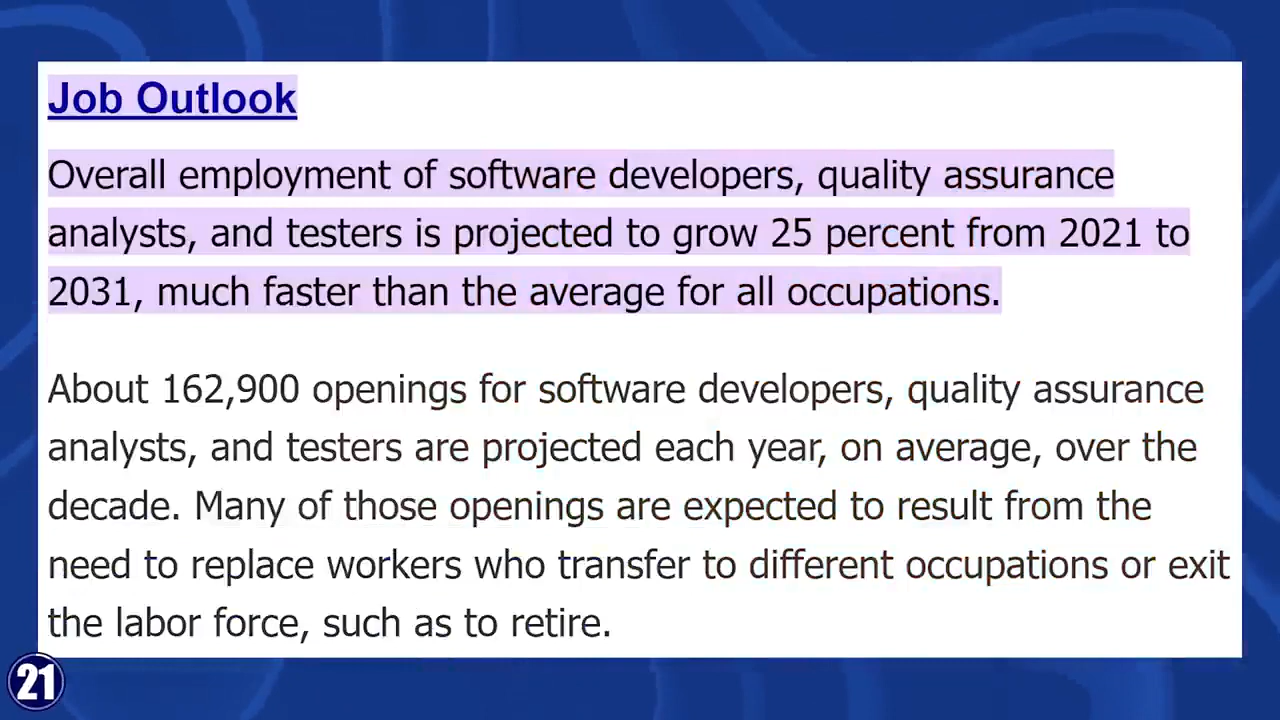 Job Outlook
Overall employment of software developers, quality assurance
analysts, and testers is projected to grow 25 percent from 2021 to
2031, much faster than the average for all occupations.
About 162,900 openings for software developers, quality assurance
analysts, and testers are projected each year, on average, over the
decade. Many of those openings are expected to result from the
need to replace workers who transfer to different occupations or exit
the labor force, such as to retire.
21